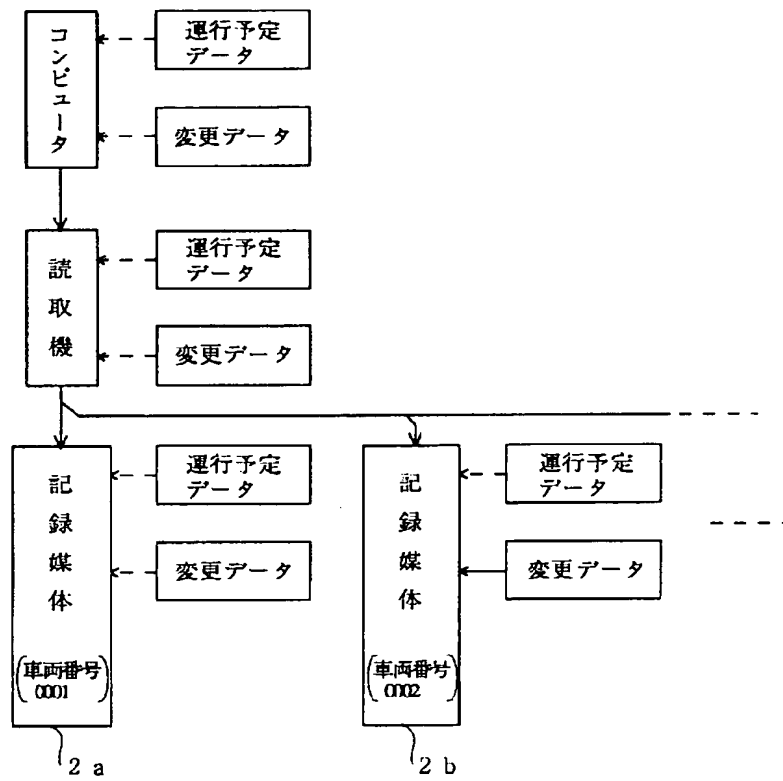 コンピュータ
運行予定
データ
変更データ
読取機
運行予定
データ
変更データ
記録媒体
(車両番号
0001)
運行予定
データ
変更データ
記録媒体
(車両番号
0002)
運行予定
データ
変更データ
2a
2b